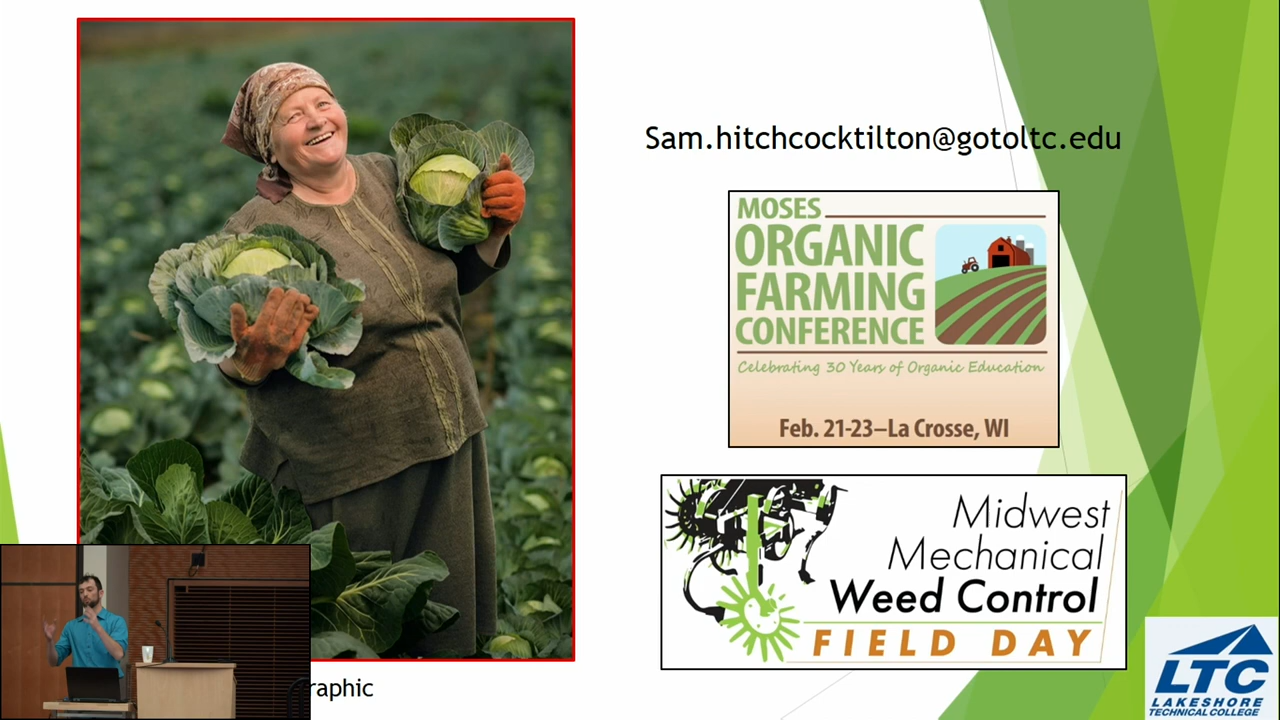 Sam.hitchcocktilton@gotoltc.edu
MOSES
ORGANIC
FARMING
CONFERENCE
Celebrating 30 Years of Organic Education
Feb. 21-23–La Crosse, WI
Midwest
Mechanical
Weed Control
FIELD DAY
LTC
LAKESHORE
TECHNICAL COLLEGE